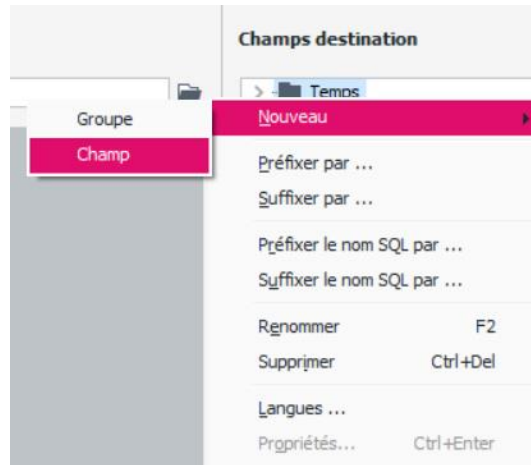 Champs destination
Temps
Groupe
Nouveau
Champ
Préfixer par ...
Suffixer par ...
Préfixer le nom SQL par ...
Suffixer le nom SQL par ...
Renommer F2
Supprimer Ctrl+Del
Langues ...
Propriétés... Ctrl+Enter